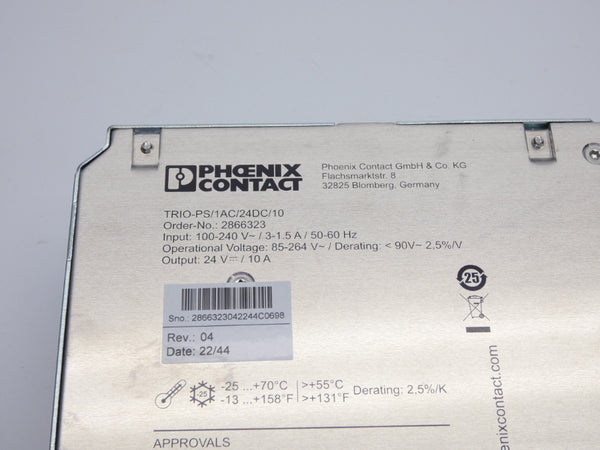 PHOENIX
CONTACT
Phoenix Contact GmbH & Co. KG
Flachsmarktstr. 8
32825 Blomberg, Germany
TRIO-PS/1AC/24DC/10
Order-No.: 2866323
Input: 100-240 V~ / 3-1.5 A / 50-60 Hz
Operational Voltage: 85-264 V~ / Derating: < 90V~ 2.5%/V
Output: 24 V⎓ / 10 A
25
Sno.: 2866323042244C0698
Rev.: 04
Date: 22/44
-25
-25 ...+70°C
-13 ...+158°F
>+55°C
>+131°F
Derating: 2,5%/K
enixcontact.com
APPROVALS